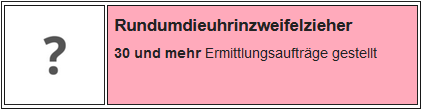 ?
Rundumdieuhrinzweifelzieher
30 und mehr Ermittlungsaufträge gestellt